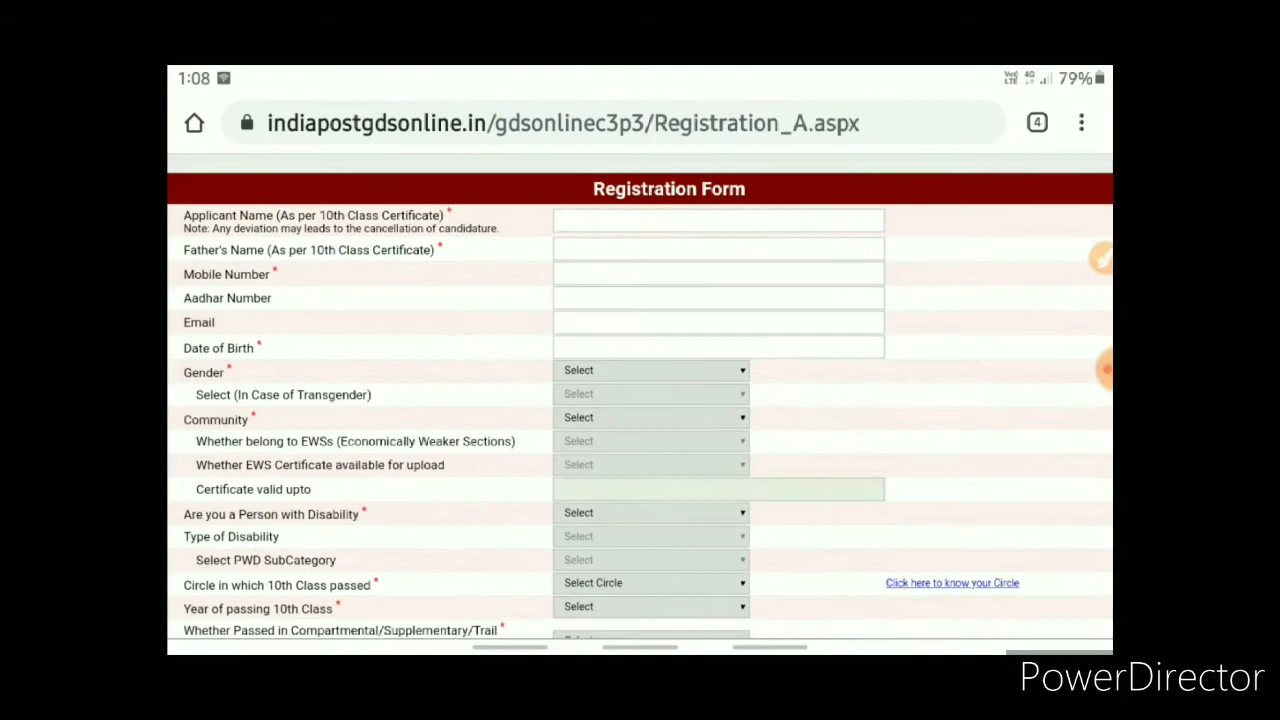 1:08 79%
indiapostgdsonline.in/gdsonlinec3p3/Registration_A.aspx 4
Registration Form
Applicant Name (As per 10th Class Certificate) *
Note: Any deviation may leads to the cancellation of candidature.
Father's Name (As per 10th Class Certificate) *
Mobile Number *
Aadhar Number
Email
Date of Birth *
Gender * Select
Select (In Case of Transgender) Select
Community * Select
Whether belong to EWSs (Economically Weaker Sections) Select
Whether EWS Certificate available for upload Select
Certificate valid upto
Are you a Person with Disability * Select
Type of Disability Select
Select PWD SubCategory Select
Circle in which 10th Class passed * Select Circle Click here to know your Circle
Year of passing 10th Class * Select
Whether Passed in Compartmental/Supplementary/Trail *
PowerDirector